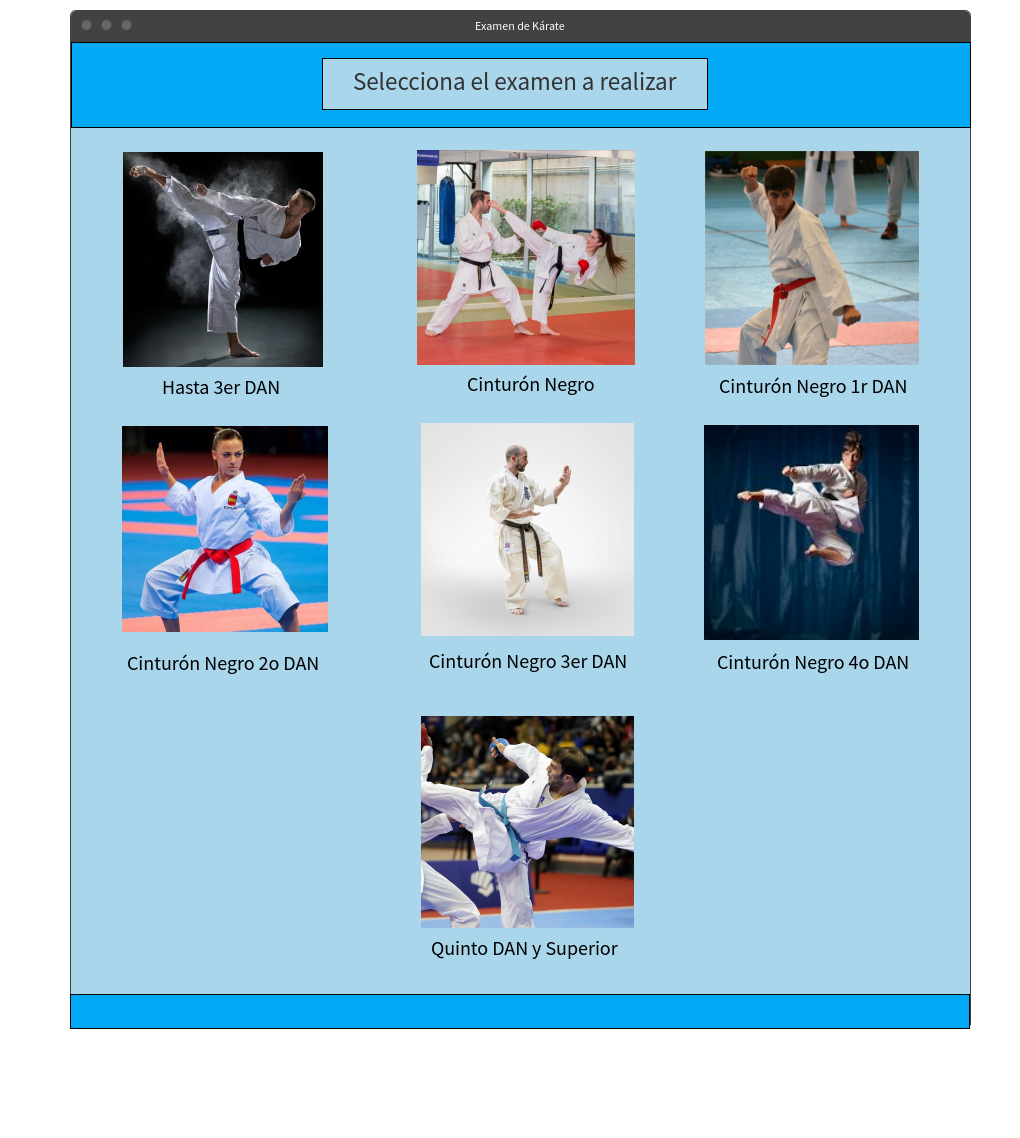 Examen de Kárate
Selecciona el examen a realizar
Hasta 3er DAN
Cinturón Negro
Cinturón Negro 1r DAN
Cinturón Negro 2o DAN
Cinturón Negro 3er DAN
Cinturón Negro 4o DAN
Quinto DAN y Superior